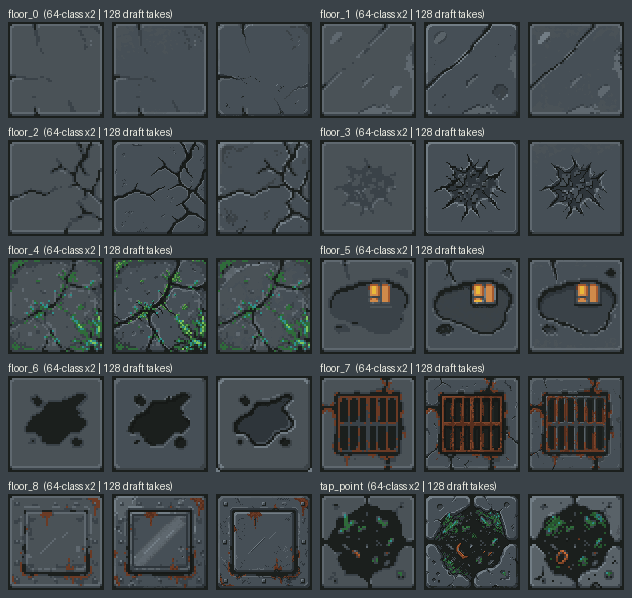 floor_0 (64-class x2 | 128 draft takes)
floor_1 (64-class x2 | 128 draft takes)
floor_2 (64-class x2 | 128 draft takes)
floor_3 (64-class x2 | 128 draft takes)
floor_4 (64-class x2 | 128 draft takes)
floor_5 (64-class x2 | 128 draft takes)
floor_6 (64-class x2 | 128 draft takes)
floor_7 (64-class x2 | 128 draft takes)
floor_8 (64-class x2 | 128 draft takes)
tap_point (64-class x2 | 128 draft takes)